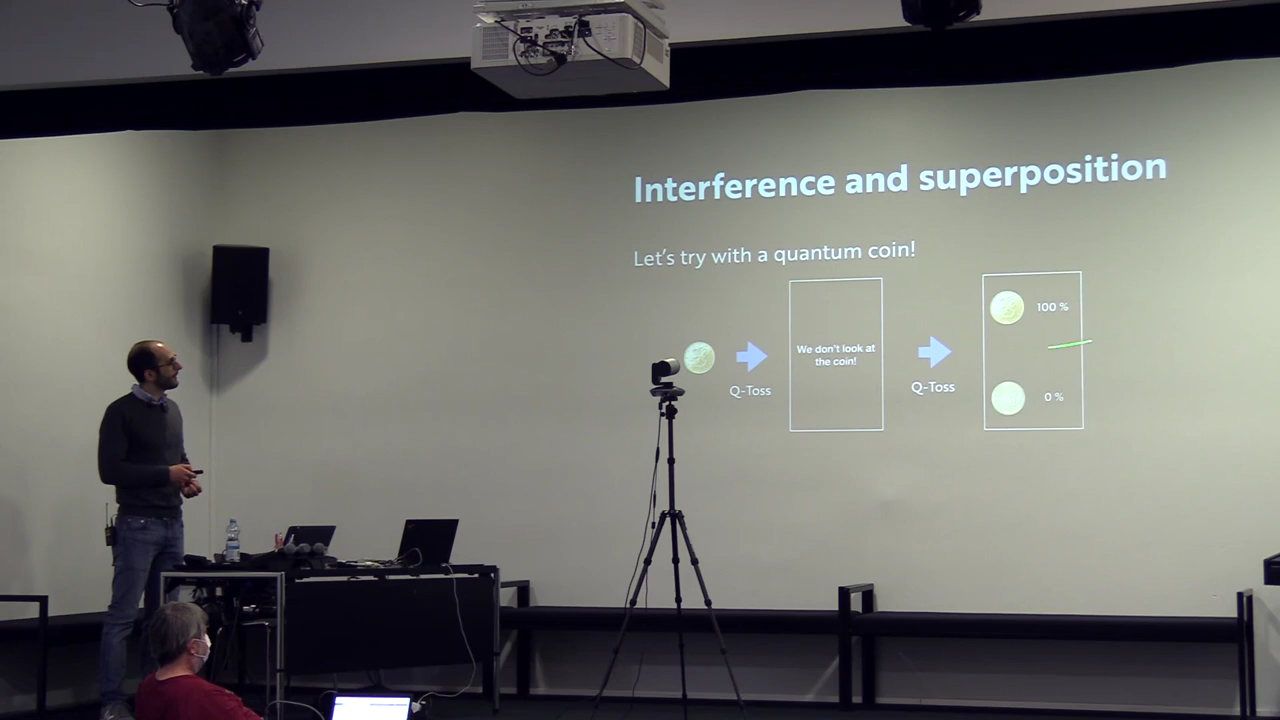 Interference and superposition
Let's try with a quantum coin!
We don't look at
the coin!
Q-Toss
Q-Toss
100 %
0 %